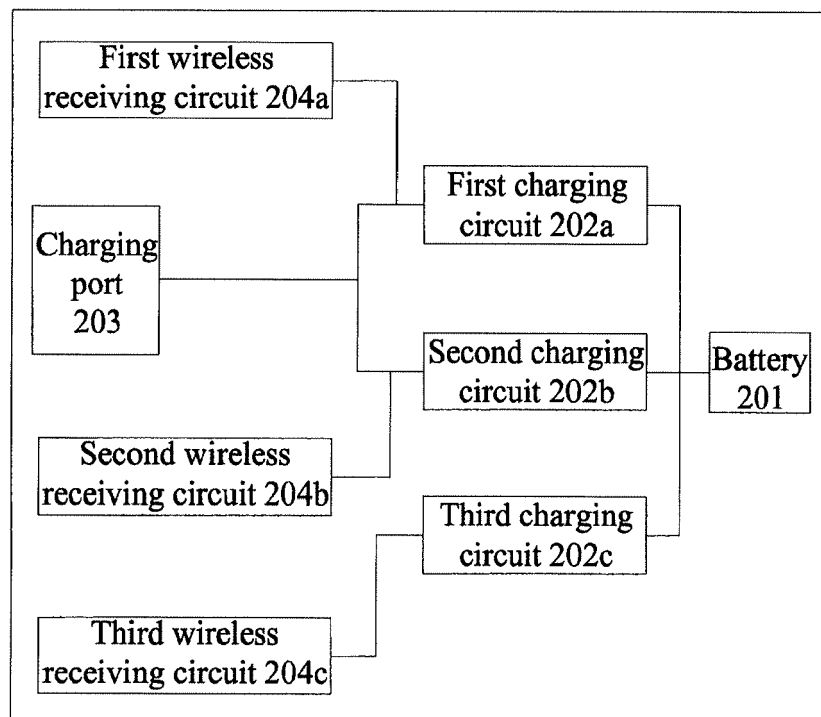 First wireless
receiving circuit 204a
First charging
circuit 202a
Charging
port
203
Second charging
circuit 202b
Battery
201
Second wireless
receiving circuit 204b
Third charging
circuit 202c
Third wireless
receiving circuit 204c